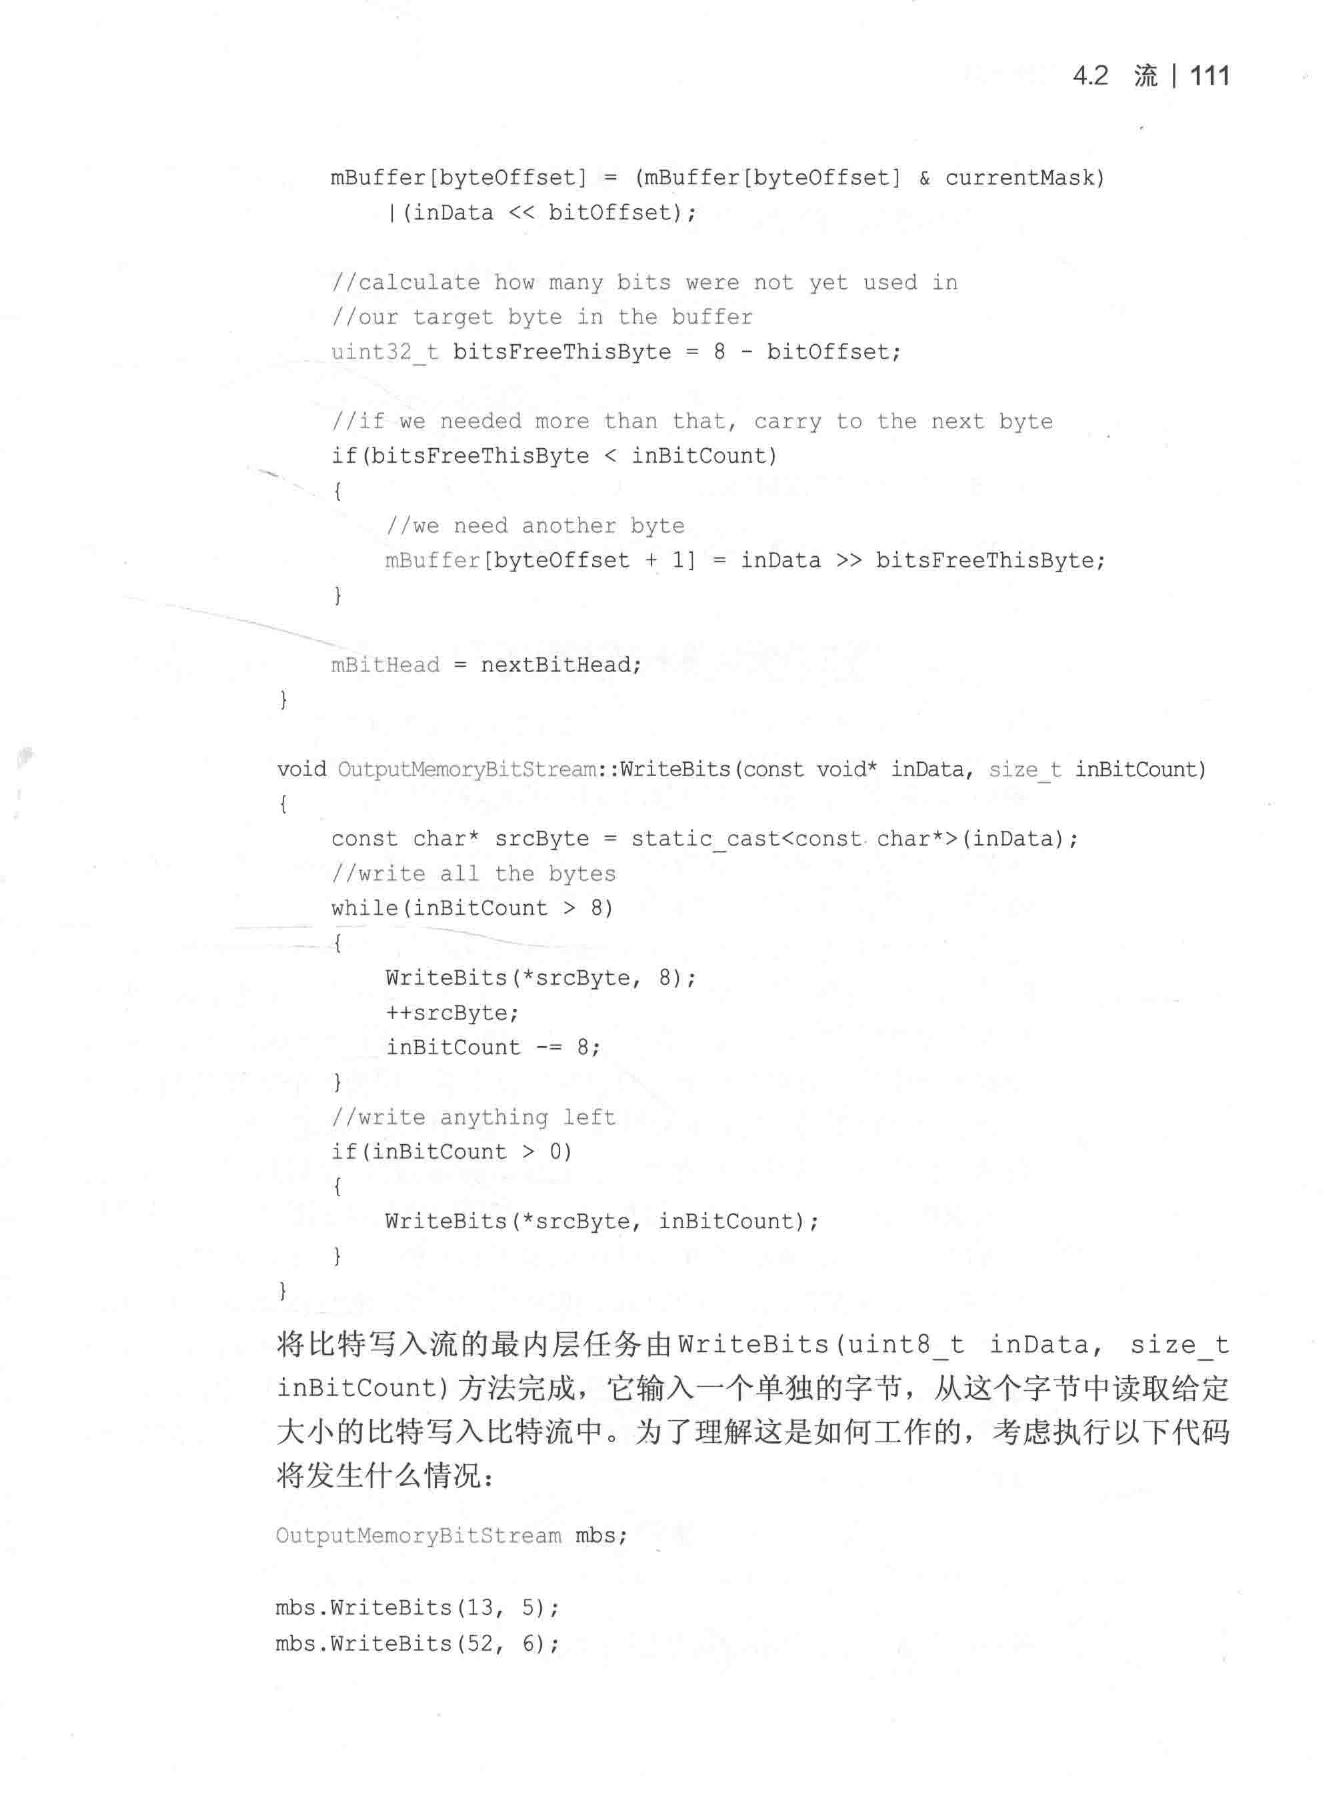 4.2 流 | 111
mBuffer[byteOffset] = (mBuffer[byteOffset] & currentMask)
|(inData << bitOffset);
//calculate how many bits were not yet used in
//our target byte in the buffer
uint32_t bitsFreeThisByte = 8 - bitOffset;
//if we needed more than that, carry to the next byte
if(bitsFreeThisByte < inBitCount)
{
//we need another byte
mBuffer[byteOffset + 1] = inData >> bitsFreeThisByte;
}
mBitHead = nextBitHead;
}
void OutputMemoryBitStream::WriteBits(const void* inData, size_t inBitCount)
{
const char* srcByte = static_cast<const char*>(inData);
//write all the bytes
while(inBitCount > 8)
{
WriteBits(*srcByte, 8);
++srcByte;
inBitCount -= 8;
}
//write anything left
if(inBitCount > 0)
{
WriteBits(*srcByte, inBitCount);
}
}
将比特写入流的最内层任务由WriteBits(uint8_t inData, size_t
inBitCount)方法完成，它输入一个单独的字节，从这个字节中读取给定
大小的比特写入比特流中。为了理解这是如何工作的，考虑执行以下代码
将发生什么情况：
OutputMemoryBitStream mbs;
mbs.WriteBits(13, 5);
mbs.WriteBits(52, 6);